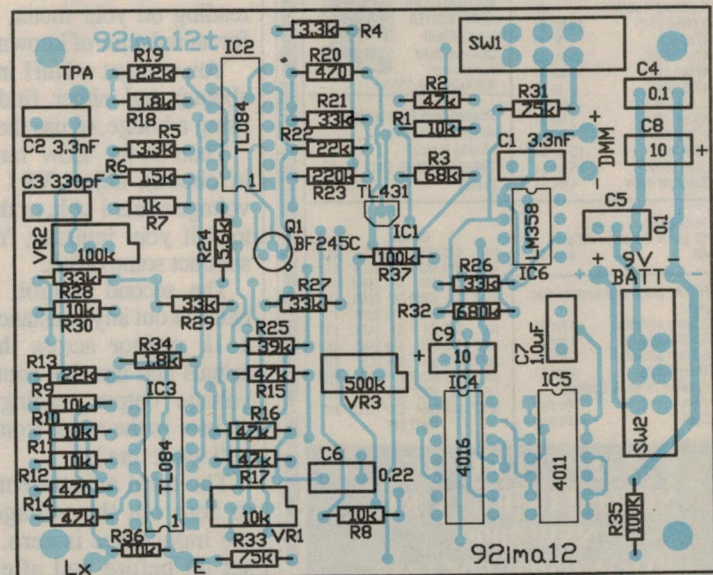 92lma12t
IC2
R4
3.3k
SW1
TPA
R19
2.2k
1.8k
R18
TL084
1
R20
470
R21
33k
R22
22k
220k
R23
R2
47k
R1
10k
R3
68k
R31
75k
C1 3.3nF
+
DMM
-
C4
0.1
C8
10
+
C2 3.3nF
R5
3.3k
R6
1.5k
1k
R7
C3 330pF
VR2
100k
R24
5.6k
Q1
BF245C
TL431
IC1
100k
R37
LM358
IC6
C5
0.1
+ 9V -
BATT
+
-
33k
R28
10k
R30
33k
R29
R27
33k
R26
33k
R32
680k
C9
+
10
C7
1.0uF
R13
22k
R9
10k
R10
10k
R11
10k
R12
470
R14
47k
R34
1.8k
IC3
TL084
1
R25
39k
47k
R15
R16
47k
47k
R17
500k
VR3
IC4
4016
IC5
4011
SW2
C6
0.22
10k
VR1
10k
R8
R35
100k
R36
10k
R33
75k
Lx
E
92lma12